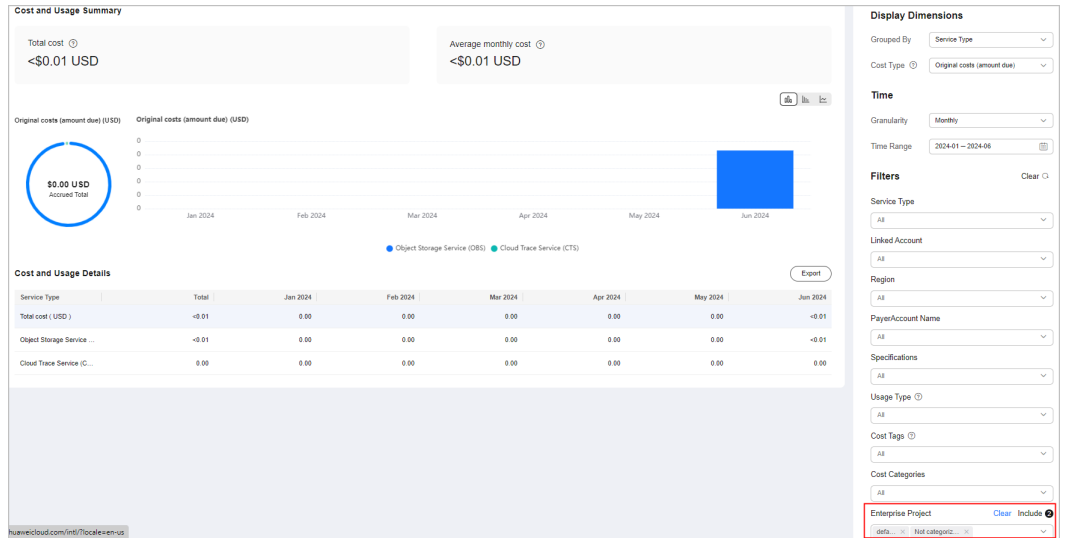 Cost and Usage Summary
Total cost
<$0.01 USD
Average monthly cost
<$0.01 USD
Original costs (amount due) (USD)
Original costs (amount due) (USD)
$0.00 USD
Accrued Total
0
0
0
0
0
0
Jan 2024 Feb 2024 Mar 2024 Apr 2024 May 2024 Jun 2024
Object Storage Service (OBS) Cloud Trace Service (CTS)
Cost and Usage Details
Export
Service Type Total Jan 2024 Feb 2024 Mar 2024 Apr 2024 May 2024 Jun 2024
Total cost ( USD ) <0.01 0.00 0.00 0.00 0.00 0.00 <0.01
Object Storage Service ... <0.01 0.00 0.00 0.00 0.00 0.00 <0.01
Cloud Trace Service (C... 0.00 0.00 0.00 0.00 0.00 0.00 0.00
huaweicloud.com/intl/?locale=en-us
Display Dimensions
Grouped By Service Type
Cost Type Original costs (amount due)
Time
Granularity Monthly
Time Range 2024-01 – 2024-06
Filters Clear
Service Type
All
Linked Account
All
Region
All
PayerAccount Name
All
Specifications
All
Usage Type
All
Cost Tags
All
Cost Categories
All
Enterprise Project Clear Include 2
defa... × Not categoriz... ×